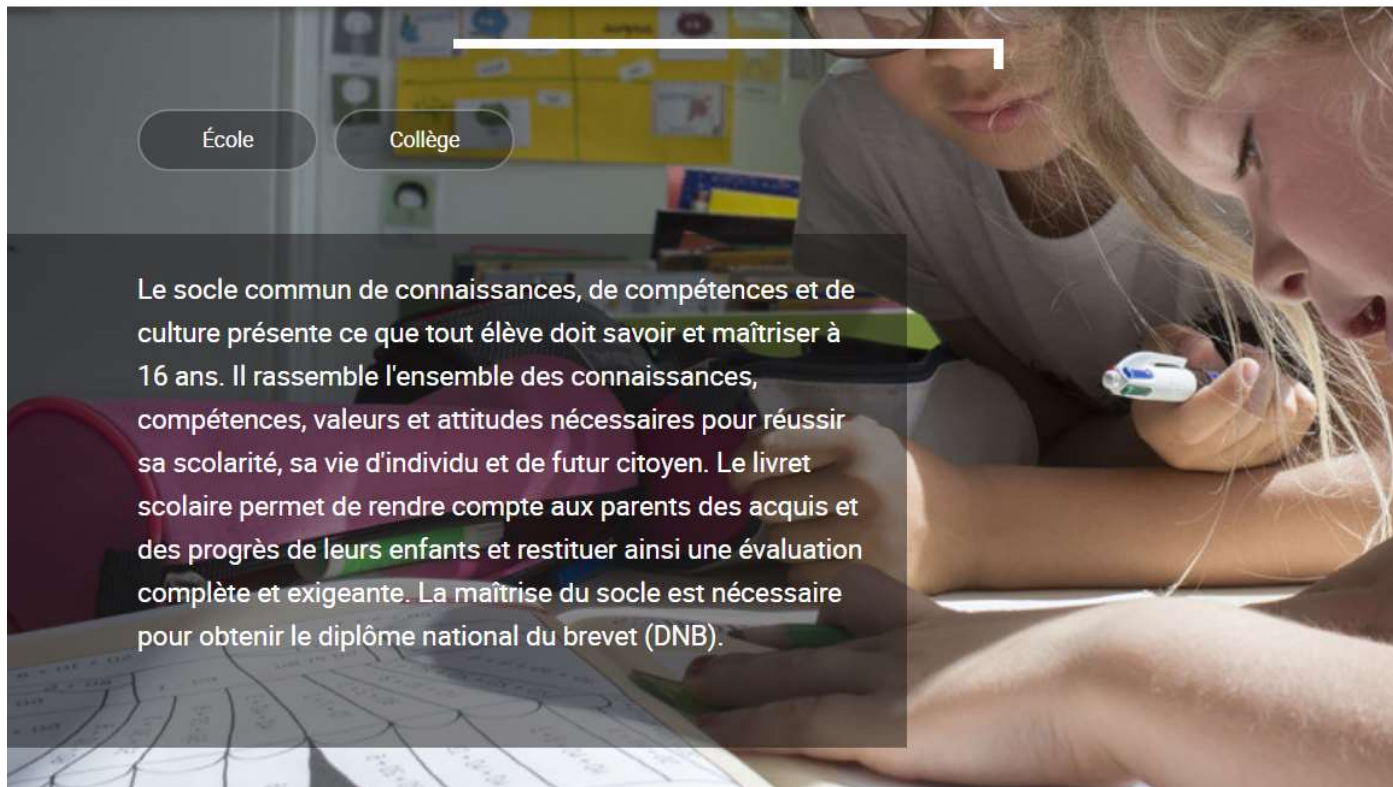 École
Collège
Le socle commun de connaissances, de compétences et de
culture présente ce que tout élève doit savoir et maîtriser à
16 ans. Il rassemble l'ensemble des connaissances,
compétences, valeurs et attitudes nécessaires pour réussir
sa scolarité, sa vie d'individu et de futur citoyen. Le livret
scolaire permet de rendre compte aux parents des acquis et
des progrès de leurs enfants et restituer ainsi une évaluation
complète et exigeante. La maîtrise du socle est nécessaire
pour obtenir le diplôme national du brevet (DNB).